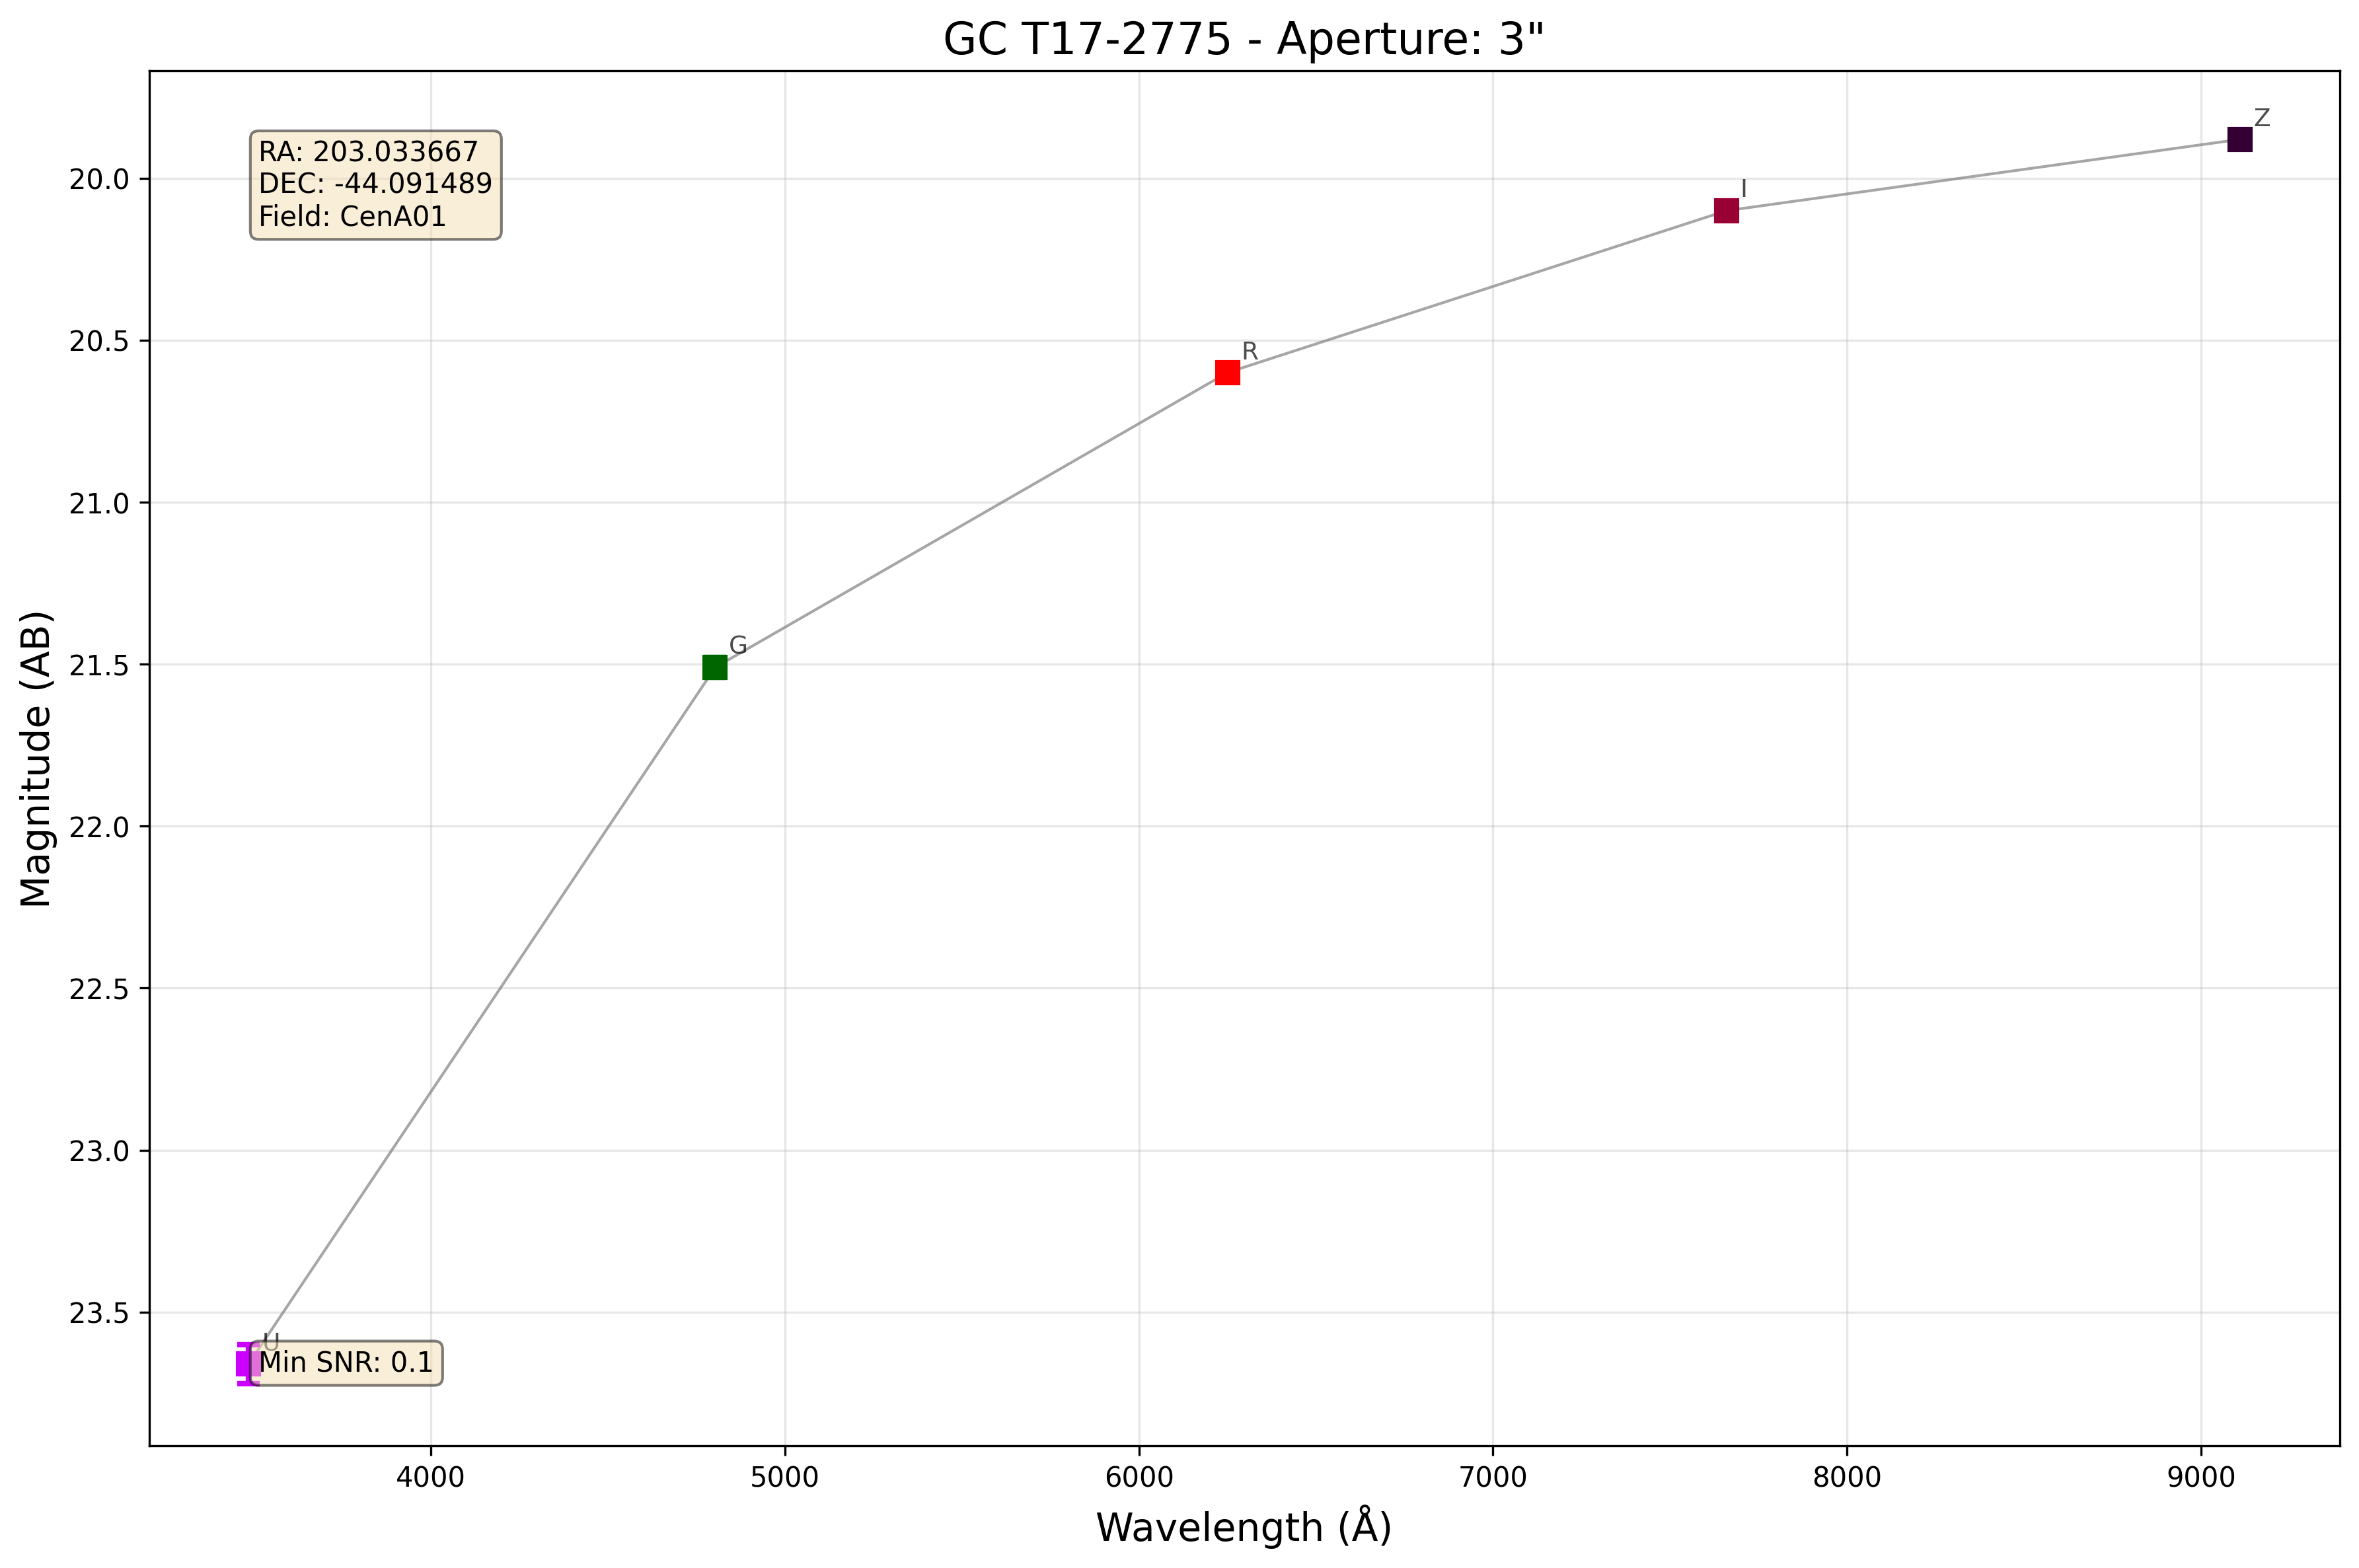 GC T17-2775 - Aperture: 3"
RA: 203.033667
DEC: -44.091489
Field: CenA01
Z
I
R
G
U
Min SNR: 0.1
Magnitude (AB)
20.0
20.5
21.0
21.5
22.0
22.5
23.0
23.5
4000
5000
6000
7000
8000
9000
Wavelength (Å)